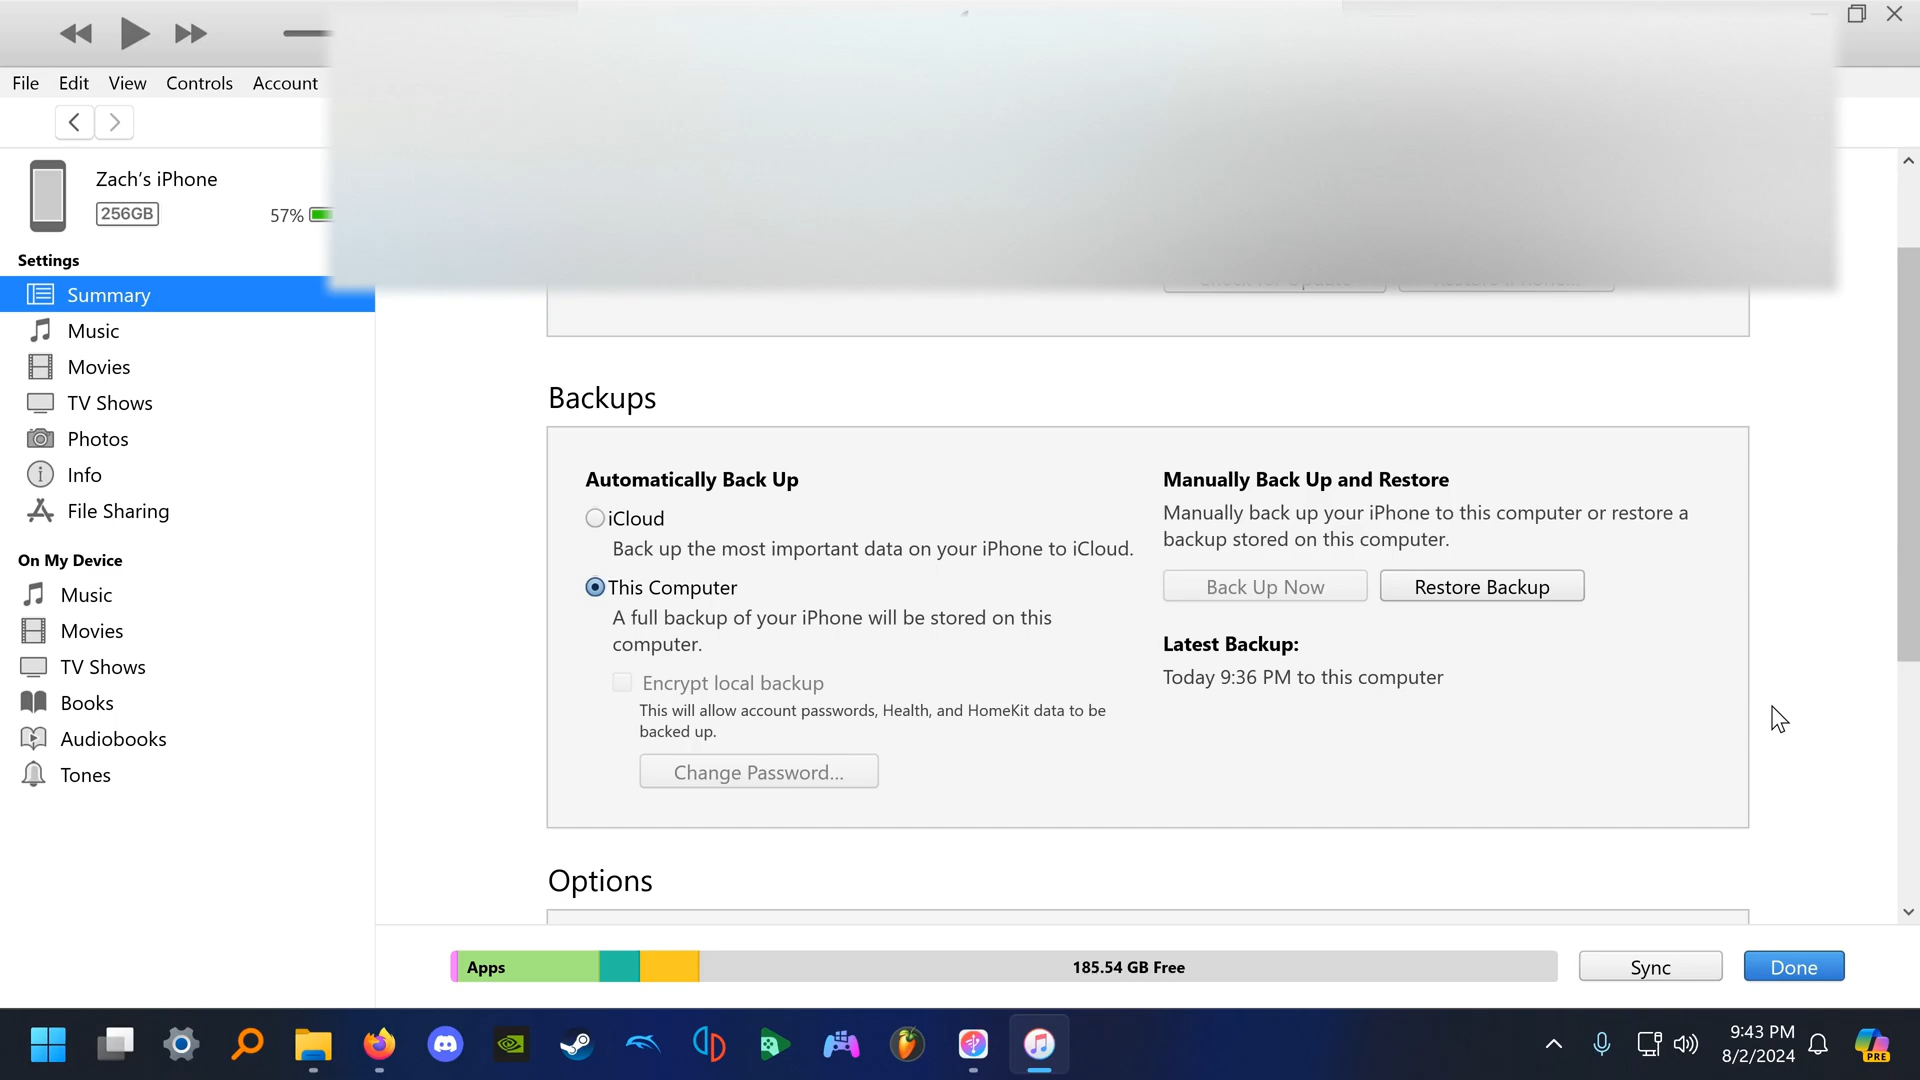 File Edit View Controls Account
Zach's iPhone
256GB
57%
Settings
Summary
Music
Movies
TV Shows
Photos
Info
File Sharing
On My Device
Music
Movies
TV Shows
Books
Audiobooks
Tones
Backups
Automatically Back Up
iCloud
Back up the most important data on your iPhone to iCloud.
This Computer
A full backup of your iPhone will be stored on this
computer.
Encrypt local backup
This will allow account passwords, Health, and HomeKit data to be
backed up.
Change Password...
Manually Back Up and Restore
Manually back up your iPhone to this computer or restore a
backup stored on this computer.
Back Up Now Restore Backup
Latest Backup:
Today 9:36 PM to this computer
Options
Apps 185.54 GB Free Sync Done
9:43 PM
8/2/2024
PRE